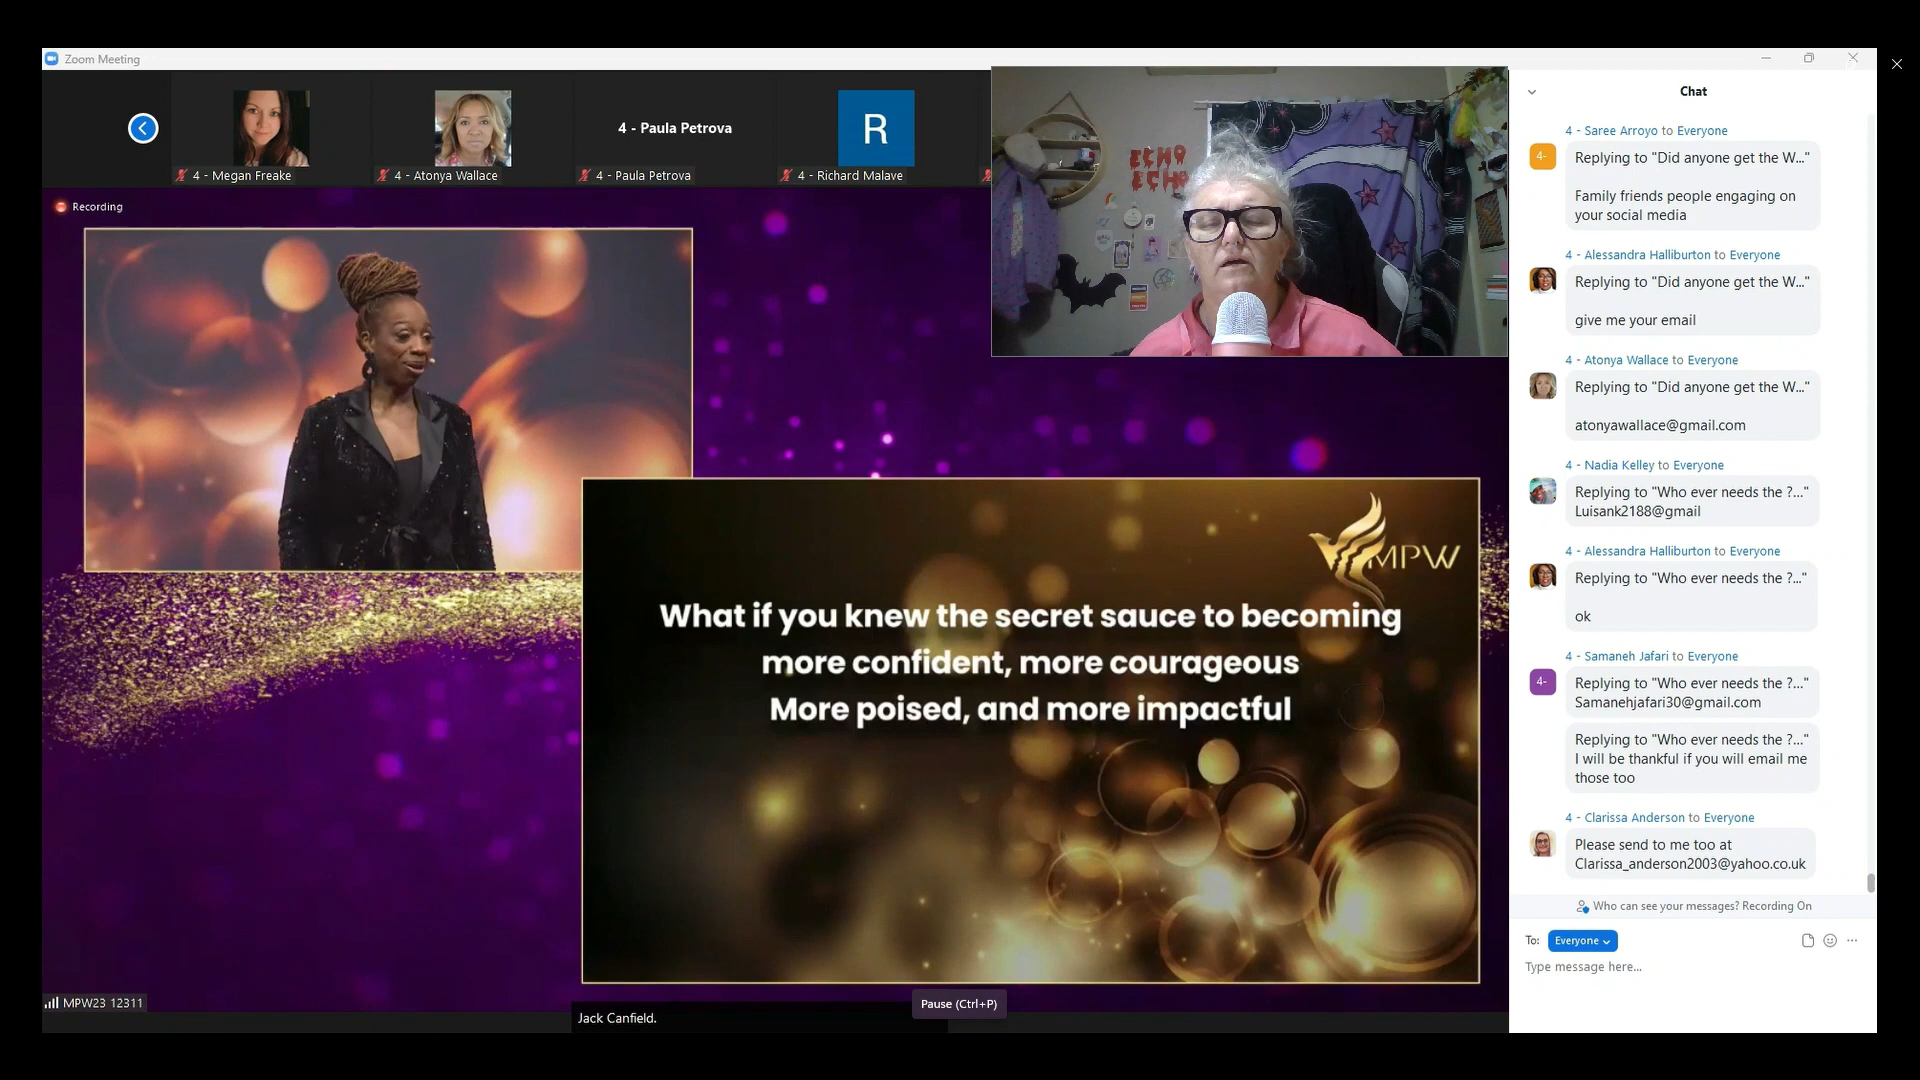 Zoom Meeting
4 - Paula Petrova
R
4 - Megan Freake
4 - Atonya Wallace
4 - Paula Petrova
4 - Richard Malave
Recording
ECHO
ECHO
MPW
What if you knew the secret sauce to becoming
more confident, more courageous
More poised, and more impactful
MPW23 12311
Pause (Ctrl+P)
Jack Canfield.
Chat
4 - Saree Arroyo to Everyone
4-
Replying to "Did anyone get the W..."
Family friends people engaging on
your social media
4 - Alessandra Halliburton to Everyone
Replying to "Did anyone get the W..."
give me your email
4 - Atonya Wallace to Everyone
Replying to "Did anyone get the W..."
atonyawallace@gmail.com
4 - Nadia Kelley to Everyone
Replying to "Who ever needs the ?..."
Luisank2188@gmail
4 - Alessandra Halliburton to Everyone
Replying to "Who ever needs the ?..."
ok
4 - Samaneh Jafari to Everyone
4-
Replying to "Who ever needs the ?..."
Samanehjafari30@gmail.com
Replying to "Who ever needs the ?..."
I will be thankful if you will email me
those too
4 - Clarissa Anderson to Everyone
Please send to me too at
Clarissa_anderson2003@yahoo.co.uk
Who can see your messages? Recording On
To: Everyone
Type message here...